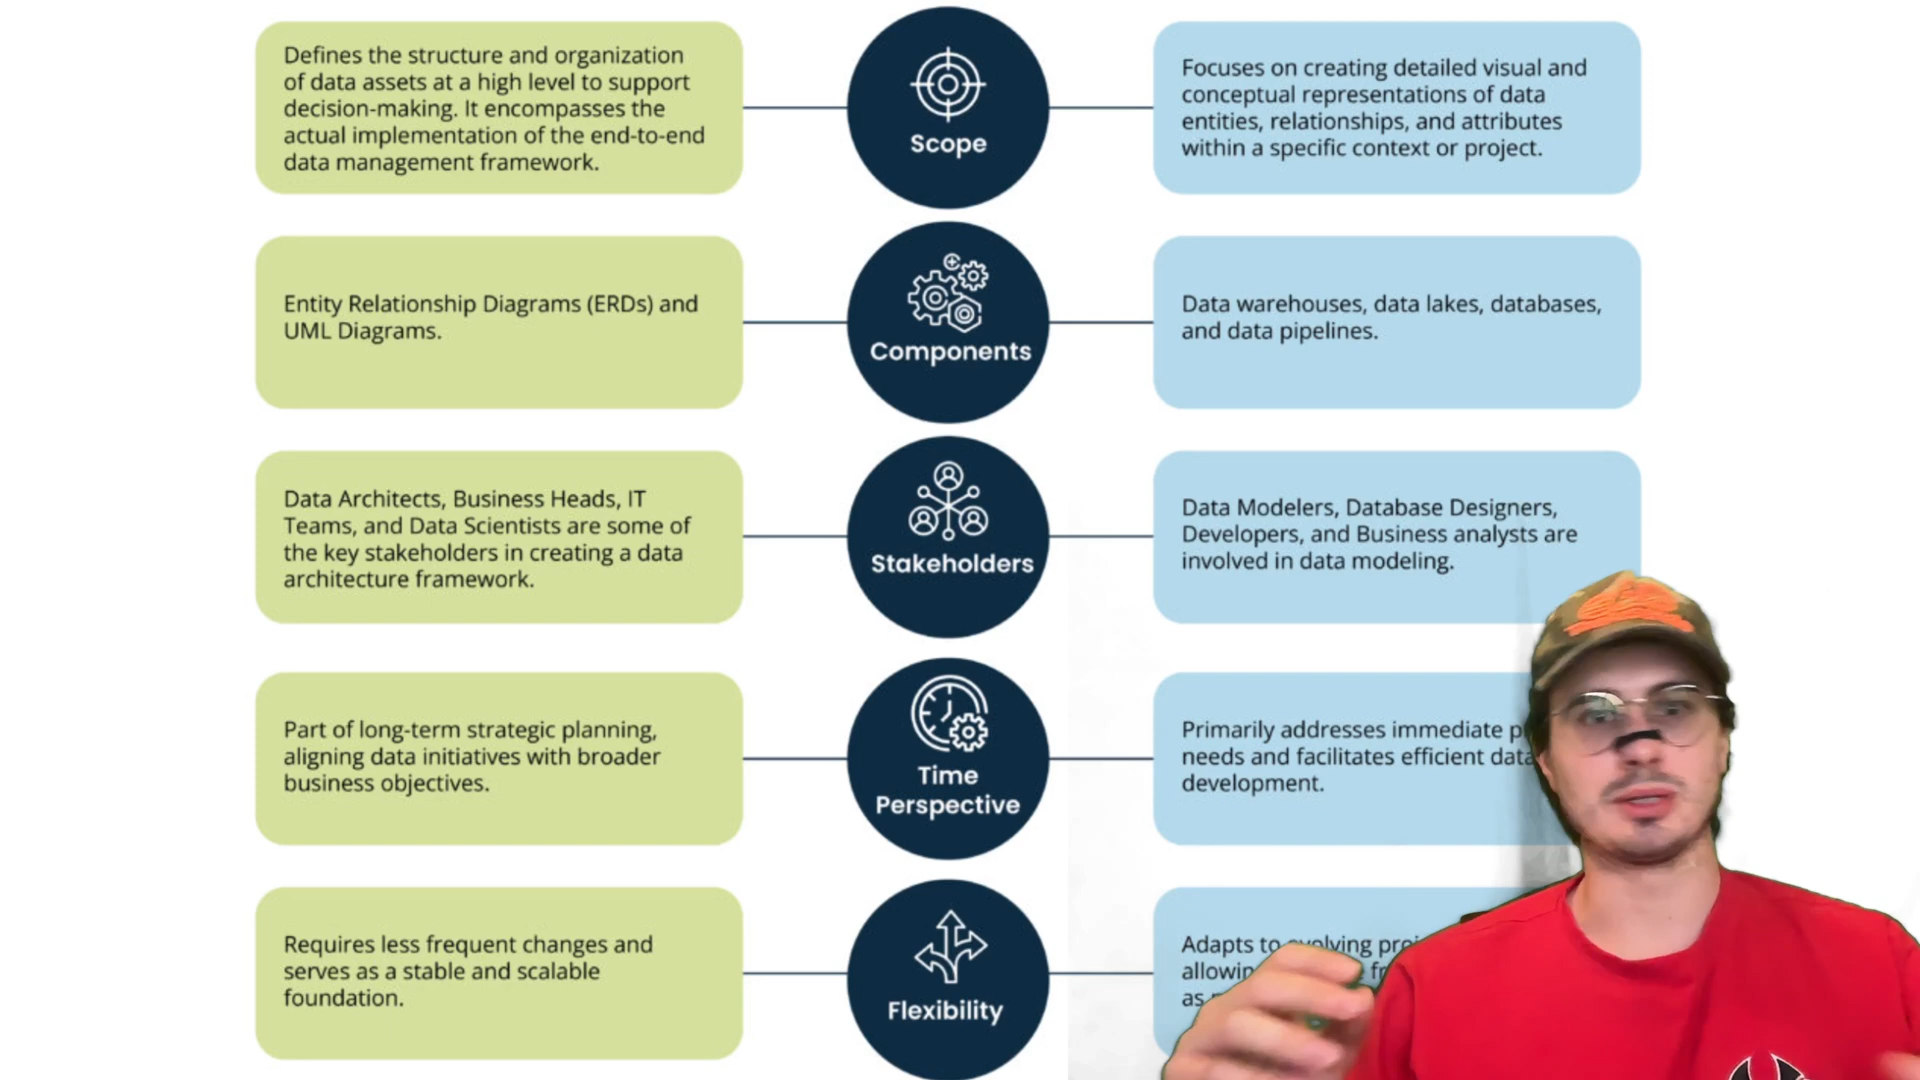 Defines the structure and organization
of data assets at a high level to support
decision-making. It encompasses the
actual implementation of the end-to-end
data management framework.
Scope
Focuses on creating detailed visual and
conceptual representations of data
entities, relationships, and attributes
within a specific context or project.
Entity Relationship Diagrams (ERDs) and
UML Diagrams.
Components
Data warehouses, data lakes, databases,
and data pipelines.
Data Architects, Business Heads, IT
Teams, and Data Scientists are some of
the key stakeholders in creating a data
architecture framework.
Stakeholders
Data Modelers, Database Designers,
Developers, and Business analysts are
involved in data modeling.
Part of long-term strategic planning,
aligning data initiatives with broader
business objectives.
Time
Perspective
Primarily addresses immediate
needs and facilitates efficient data
development.
Requires less frequent changes and
serves as a stable and scalable
foundation.
Flexibility
Adapts to evolving
as